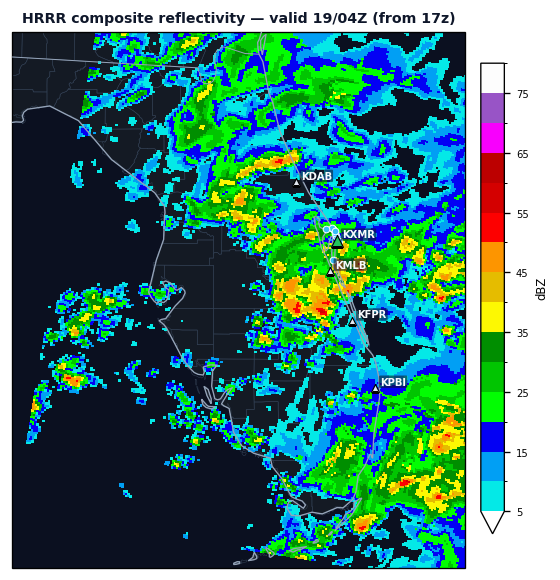 HRRR composite reflectivity — valid 19/04Z (from 17z)
KDAB
KXMR
KMLB
KFPR
KPBI
75
65
55
45
35
25
15
5
dBZ